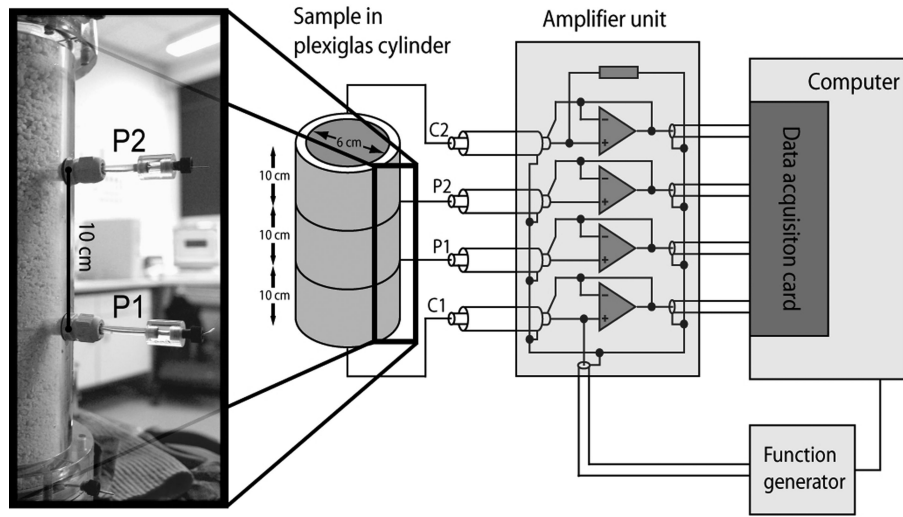 P2
10 cm
P1
Sample in
plexiglas cylinder
6 cm
10 cm
10 cm
10 cm
Amplifier unit
C2
P2
P1
C1
−
+
−
+
−
+
−
+
Computer
Data acquisiton card
Function
generator